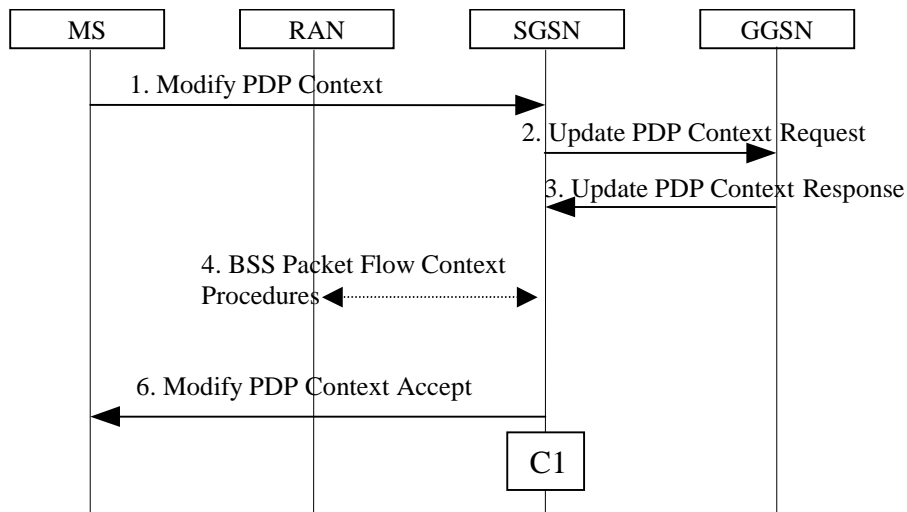 MS
RAN
SGSN
GGSN
1. Modify PDP Context
2. Update PDP Context Request
3. Update PDP Context Response
4. BSS Packet Flow Context
Procedures
6. Modify PDP Context Accept
C1